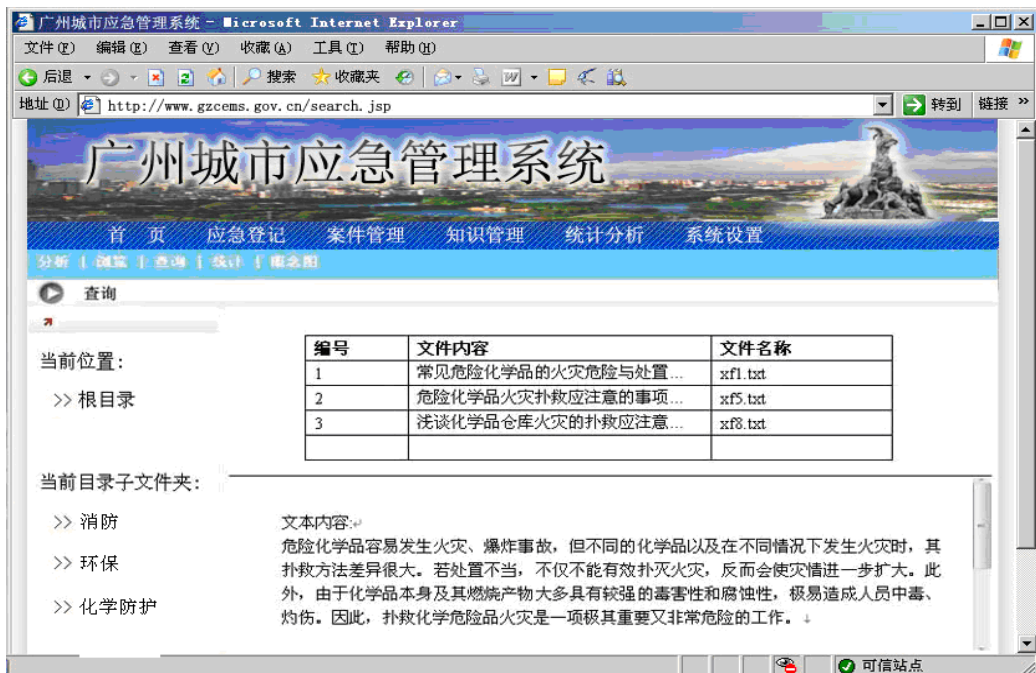 广州城市应急管理系统 - Microsoft Internet Explorer
文件(F) 编辑(E) 查看(V) 收藏(A) 工具(T) 帮助(H)
后退 搜索 收藏夹
地址(D) http://www.gzcems.gov.cn/search.jsp 转到 链接 »
广州城市应急管理系统
首 页 应急登记 案件管理 知识管理 统计分析 系统设置
分析 | 浏览 | 查询 | 统计 | 概念图
查询
编号 文件内容 文件名称
1 常见危险化学品的火灾危险与处置... xf1.txt
2 危险化学品火灾扑救应注意的事项... xf5.txt
3 浅谈化学品仓库火灾的扑救应注意... xf8.txt
当前位置:
>> 根目录
当前目录子文件夹:
>> 消防
>> 环保
>> 化学防护
文本内容:↵
危险化学品容易发生火灾、爆炸事故，但不同的化学品以及在不同情况下发生火灾时，其
扑救方法差异很大。若处置不当，不仅不能有效扑灭火灾，反而会使灾情进一步扩大。此
外，由于化学品本身及其燃烧产物大多具有较强的毒害性和腐蚀性，极易造成人员中毒、
灼伤。因此，扑救化学危险品火灾是一项极其重要又非常危险的工作。↓
可信站点